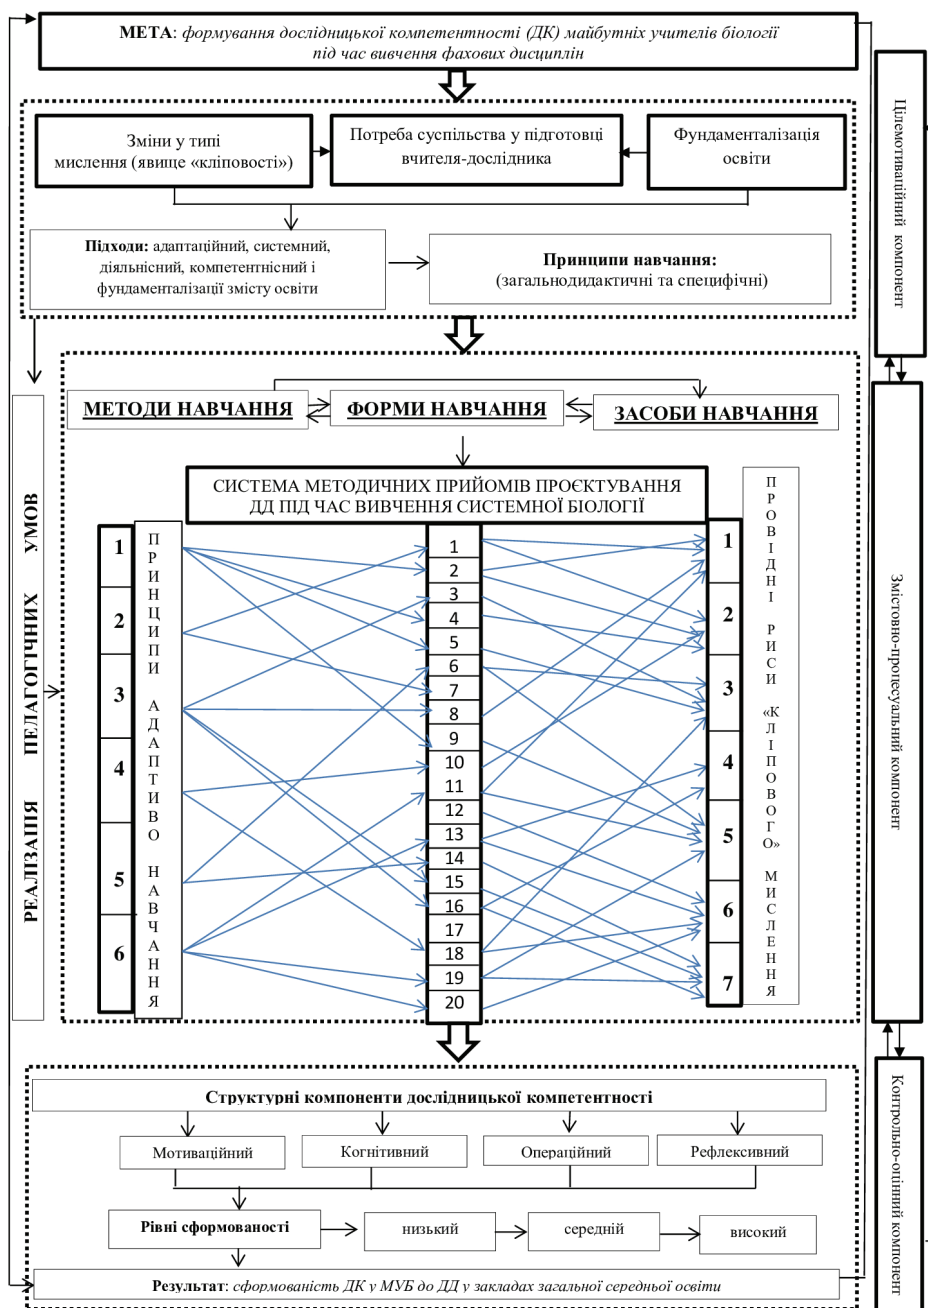 МЕТА: формування дослідницької компетентності (ДК) майбутніх учителів біології
під час вивчення фахових дисциплін
Цілемотиваційний компонент
Зміни у типі
мислення (явище «кліповості»)
Потреба суспільства у підготовці
вчителя-дослідника
Фундаменталізація
освіти
Підходи: адаптаційний, системний,
діяльнісний, компетентнісний і
фундаменталізації змісту освіти
Принципи навчання:
(загальнодидактичні та специфічні)
РЕАЛІЗАПІЯ ПЕЛАГОГІЧНИХ УМОВ
МЕТОДИ НАВЧАННЯ
ФОРМИ НАВЧАННЯ
ЗАСОБИ НАВЧАННЯ
СИСТЕМА МЕТОДИЧНИХ ПРИЙОМІВ ПРОЄКТУВАННЯ
ДД ПІД ЧАС ВИВЧЕННЯ СИСТЕМНОЇ БІОЛОГІЇ
1
2
3
4
5
6
ПРИНЦИПИ АДАПТИВО НАВЧАННЯ
1
2
3
4
5
6
7
8
9
10
11
12
13
14
15
16
17
18
19
20
1
2
3
4
5
6
7
ПРОВІДНІ РИСИ «КЛІПОВОГО» МИСЛЕННЯ
Змістовно-процесуальний компонент
Структурні компоненти дослідницької компетентності
Мотиваційний
Когнітивний
Операційний
Рефлексивний
Рівні сформованості
низький
середній
високий
Результат: сформованість ДК у МУБ до ДД у закладах загальної середньої освіти
Контрольно-оцінний компонент